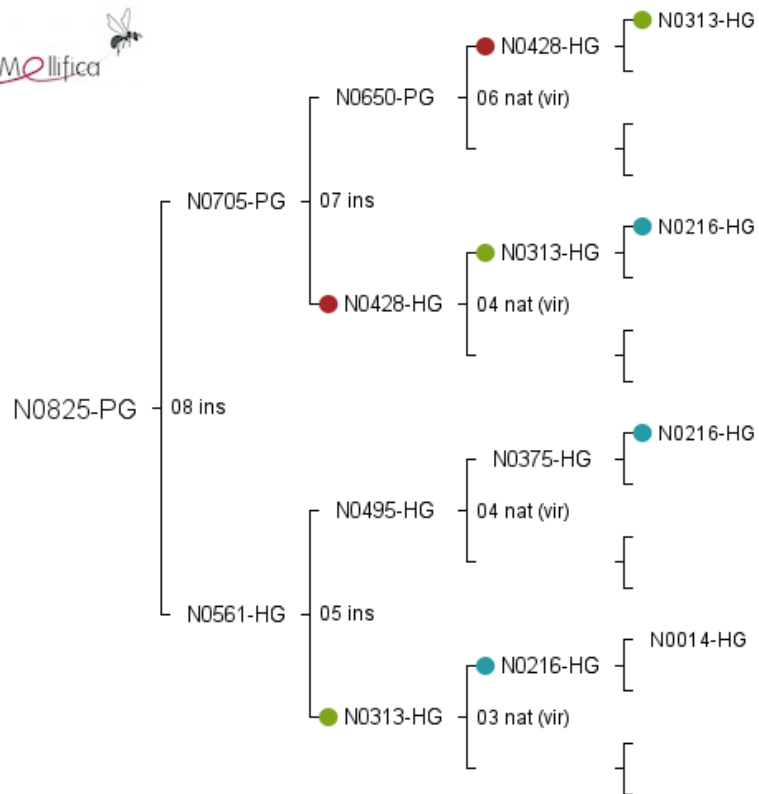 Mellifica
N0313-HG
N0428-HG
N0650-PG
06 nat (vir)
N0705-PG
07 ins
N0216-HG
N0313-HG
N0428-HG
04 nat (vir)
N0825-PG
08 ins
N0216-HG
N0375-HG
N0495-HG
04 nat (vir)
N0561-HG
05 ins
N0014-HG
N0216-HG
N0313-HG
03 nat (vir)